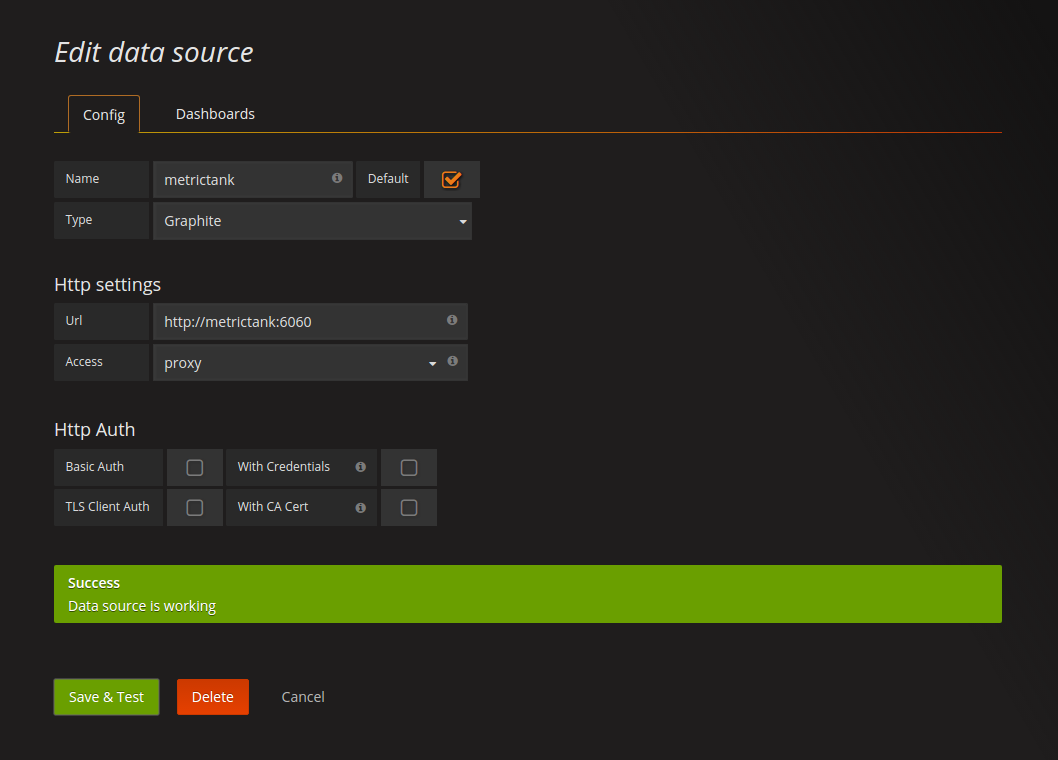 Edit data source
Config Dashboards
Name metrictank Default
Type Graphite
Http settings
Url http://metrictank:6060
Access proxy
Http Auth
Basic Auth With Credentials
TLS Client Auth With CA Cert
Success
Data source is working
Save & Test Delete Cancel